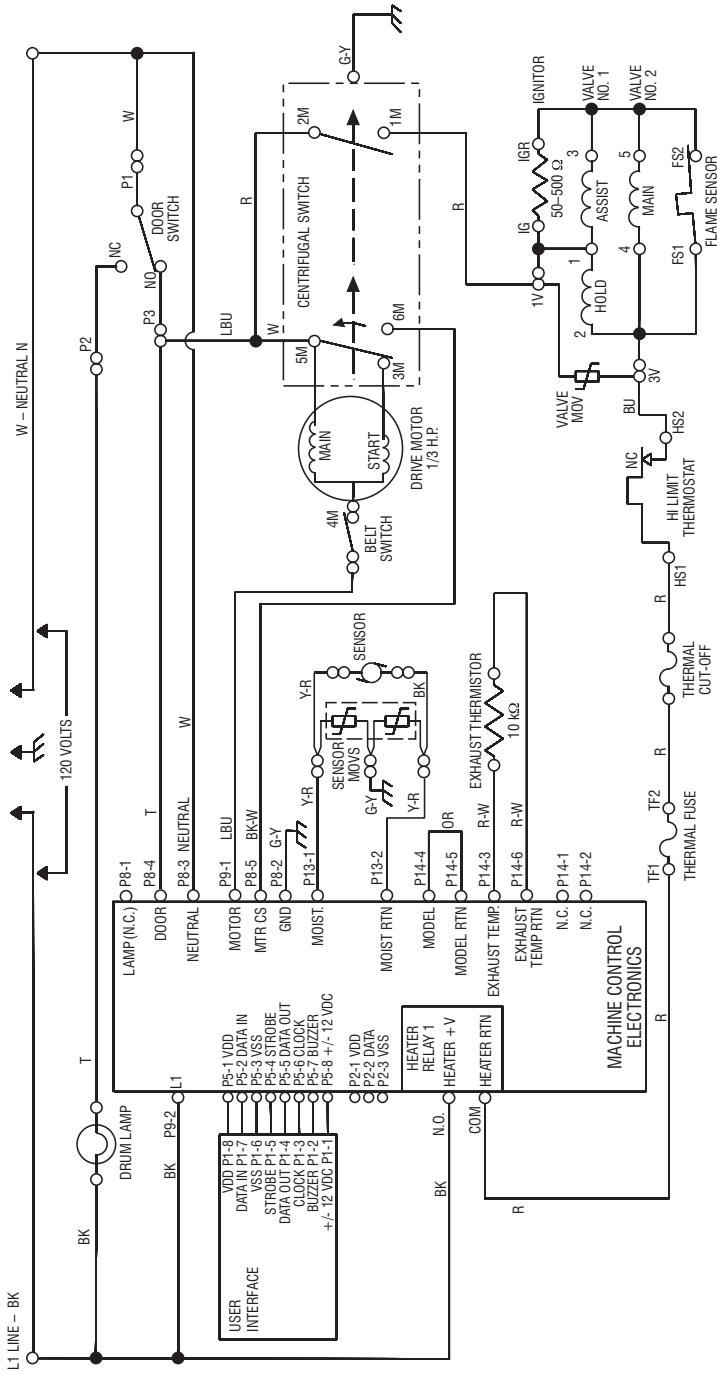 L1 LINE – BK
W – NEUTRAL N
120 VOLTS
BK
DRUM LAMP
T
P2
NC
NO
DOOR
SWITCH
P1
W
P3
BK
P9-2
L1
LAMP (N.C.)
P8-1
DOOR
P8-4
T
NEUTRAL
P8-3
NEUTRAL
W
MOTOR
P9-1
LBU
MTR CS
P8-5
BK-W
GND
P8-2
G-Y
MOIST.
P13-1
Y-R
MOIST RTN
P13-2
Y-R
MODEL
P14-4
MODEL RTN
P14-5
OR
EXHAUST TEMP.
P14-3
R-W
EXHAUST
TEMP RTN
P14-6
R-W
N.C.
P14-1
N.C.
P14-2
MACHINE CONTROL
ELECTRONICS
USER
INTERFACE
VDD P1-8
DATA IN P1-7
VSS P1-6
STROBE P1-5
DATA OUT P1-4
CLOCK P1-3
BUZZER P1-2
+/- 12 VDC P1-1
P5-1 VDD
P5-2 DATA IN
P5-3 VSS
P5-4 STROBE
P5-5 DATA OUT
P5-6 CLOCK
P5-7 BUZZER
P5-8 +/- 12 VDC
P2-1 VDD
P2-2 DATA
P2-3 VSS
HEATER
RELAY 1
HEATER +V
HEATER RTN
N.O.
COM
BK
R
SENSOR
MOVS
G-Y
Y-R
SENSOR
BK
EXHAUST THERMISTOR
10 kΩ
BELT
SWITCH
4M
MAIN
START
DRIVE MOTOR
1/3 H.P.
LBU
W
R
CENTRIFUGAL SWITCH
5M
3M
6M
2M
1M
G-Y
R
R
TF1
TF2
THERMAL FUSE
R
THERMAL
CUT-OFF
R
HS1
HI LIMIT
THERMOSTAT
NC
HS2
BU
3V
VALVE
MOV
1V
IG
IGR
IGNITOR
50–500 Ω
2
HOLD
1
ASSIST
3
VALVE
NO. 1
4
MAIN
5
VALVE
NO. 2
FS1
FS2
FLAME SENSOR